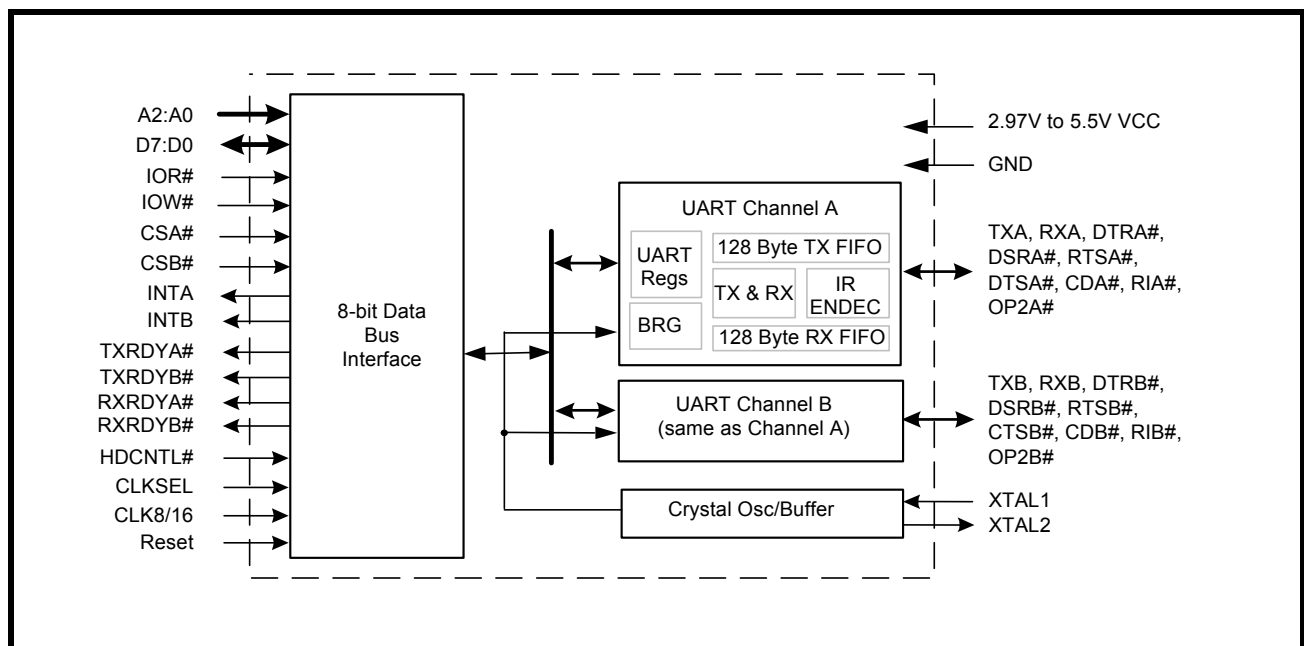 A2:A0
D7:D0
IOR#
IOW#
CSA#
CSB#
INTA
INTB
TXRDYA#
TXRDYB#
RXRDYA#
RXRDYB#
HDCNTL#
CLKSEL
CLK8/16
Reset
8-bit Data
Bus
Interface
UART Channel A
UART
Regs
BRG
128 Byte TX FIFO
TX & RX
IR
ENDEC
128 Byte RX FIFO
UART Channel B
(same as Channel A)
Crystal Osc/Buffer
2.97V to 5.5V VCC
GND
TXA, RXA, DTRA#,
DSRA#, RTSA#,
DTSA#, CDA#, RIA#,
OP2A#
TXB, RXB, DTRB#,
DSRB#, RTSB#,
CTSB#, CDB#, RIB#,
OP2B#
XTAL1
XTAL2